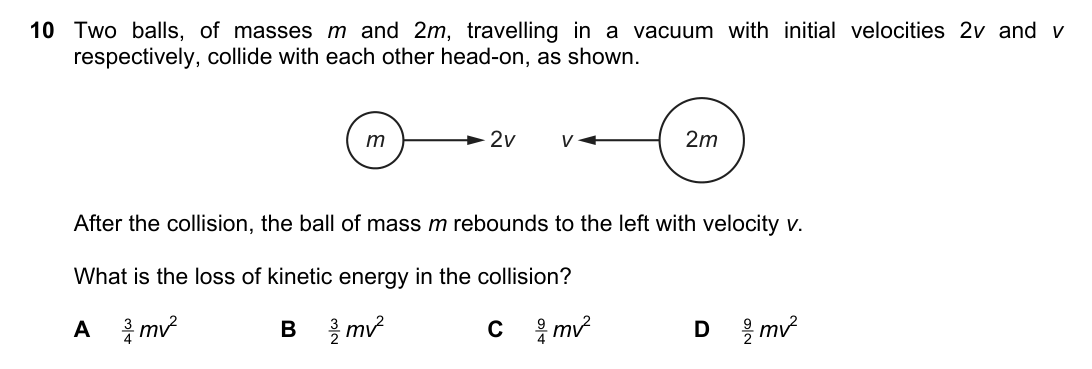 10 Two balls, of masses m and 2m, travelling in a vacuum with initial velocities 2v and v
respectively, collide with each other head-on, as shown.
m 2v v 2m
After the collision, the ball of mass m rebounds to the left with velocity v.
What is the loss of kinetic energy in the collision?
A 3/4 mv² B 3/2 mv² C 9/4 mv² D 9/2 mv²